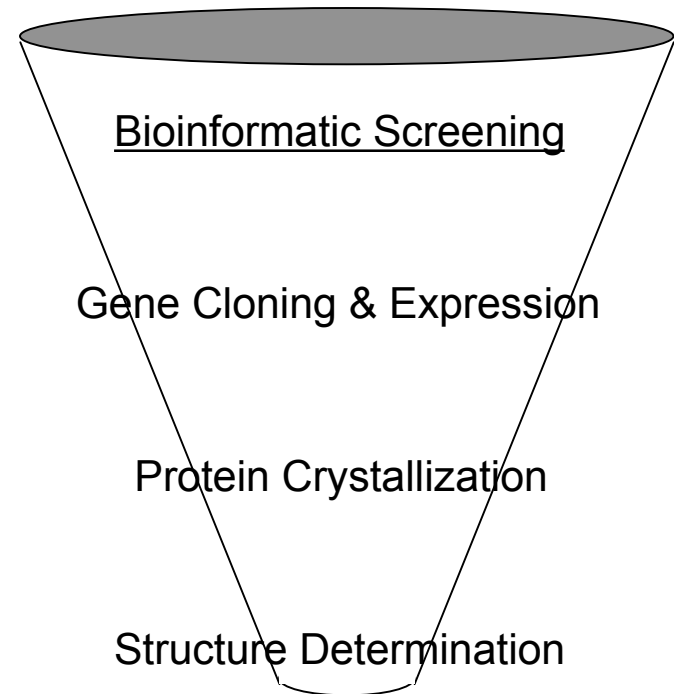 Bioinformatic Screening
Gene Cloning & Expression
Protein Crystallization
Structure Determination